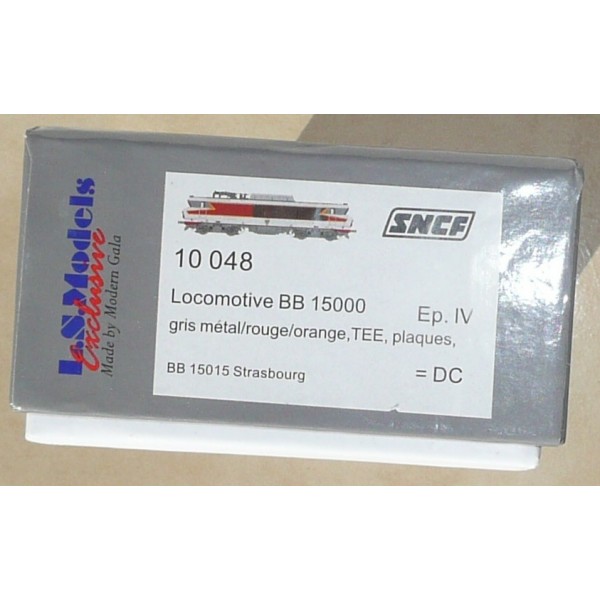 L.S.Models
Exclusive
Made by Modern Gala
SNCF
10 048
Locomotive BB 15000
Ep. IV
gris métal/rouge/orange,TEE, plaques,
BB 15015 Strasbourg
= DC